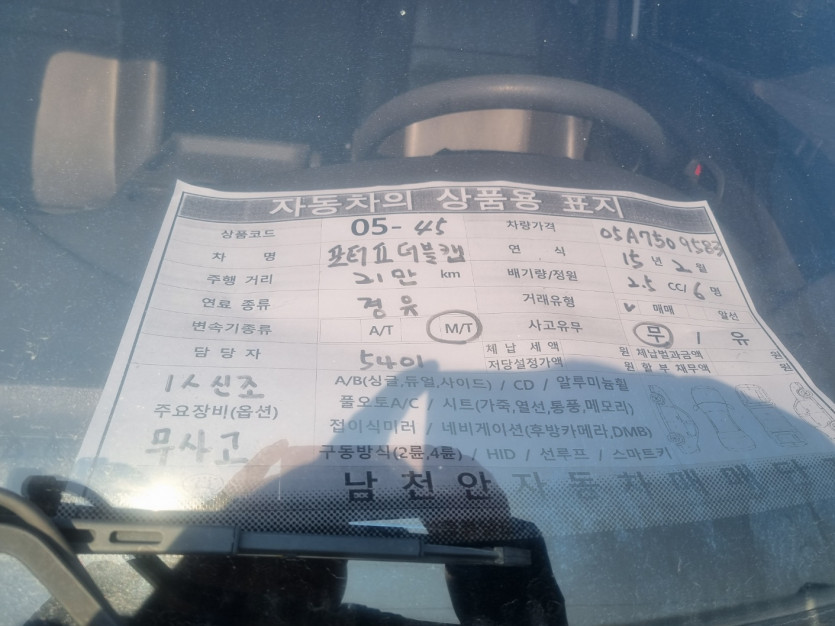 자동차의 상품용 표지
상품코드 05-45 차량가격 05A7509583
차 명 포터Ⅱ 더블캡 연 식 15년 2월
주행 거리 21만 km 배기량/정원 2.5 CC/6명
연료 종류 경유 거래유형 ✓ 매매 알선
변속기종류 A/T M/T 사고유무 무 / 유
담 당 자 5401 체 납 세 액 원 체납범과금액 원
저당설정가액 원 할 부 채무액 원
1人신조 A/B(싱글,듀얼,사이드) / CD / 알루미늄휠
주요장비(옵션) 풀오토A/C / 시트(가죽,열선,통풍,메모리)
접이식미러 / 네비게이션(후방카메라,DMB)
무사고 구동방식(2륜,4륜) / HID / 선루프 / 스마트키
남천안자동차매매단